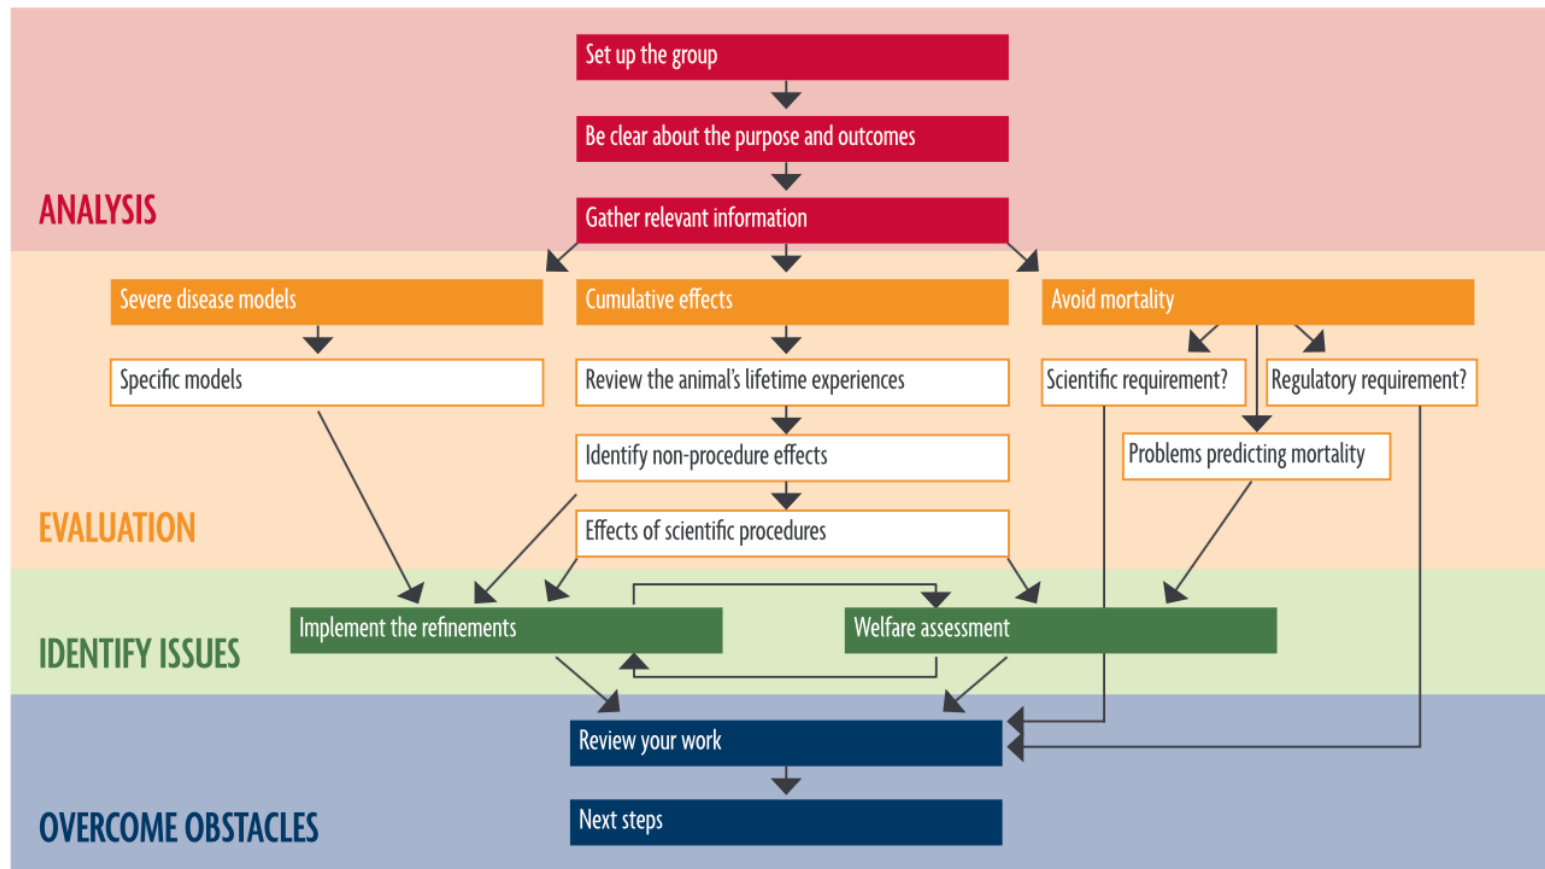 Set up the group
Be clear about the purpose and outcomes
ANALYSIS
Gather relevant information
Severe disease models
Cumulative effects
Avoid mortality
Specific models
Review the animal’s lifetime experiences
Scientific requirement?
Regulatory requirement?
Identify non-procedure effects
Problems predicting mortality
EVALUATION
Effects of scientific procedures
IDENTIFY ISSUES
Implement the refinements
Welfare assessment
Review your work
OVERCOME OBSTACLES
Next steps